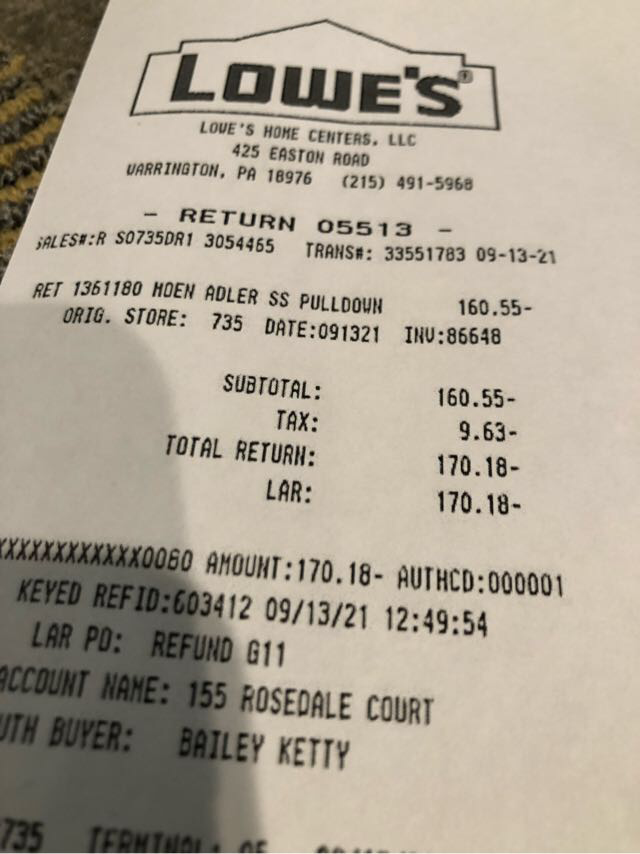 LOWE'S®
LOWE'S HOME CENTERS, LLC
425 EASTON ROAD
WARRINGTON, PA 18976 (215) 491-5968
- RETURN 05513 -
SALES#:R S0735DR1 3054465 TRANS#: 33551783 09-13-21
RET 1361180 MOEN ADLER SS PULLDOWN 160.55-
ORIG. STORE: 735 DATE:091321 INV:86648
SUBTOTAL: 160.55-
TAX: 9.63-
TOTAL RETURN: 170.18-
LAR: 170.18-
XXXXXXXXXXXX0060 AMOUNT:170.18- AUTHCD:000001
KEYED REFID:603412 09/13/21 12:49:54
LAR PO: REFUND G11
ACCOUNT NAME: 155 ROSEDALE COURT
UTH BUYER: BAILEY KETTY
735 TERMINAL: 05